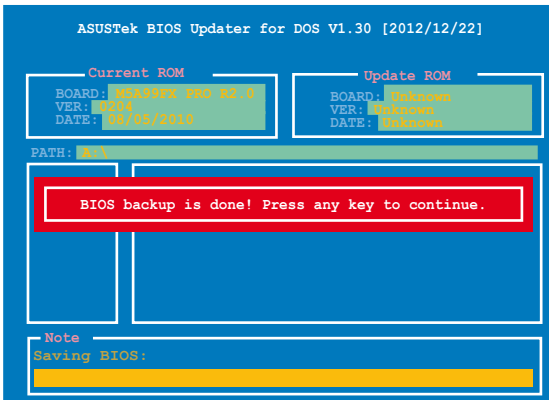 ASUSTek BIOS Updater for DOS V1.30 [2012/12/22]
Current ROM
BOARD: M5A99FX PRO R2.0
VER: 0204
DATE: 08/05/2010
Update ROM
BOARD: Unknown
VER: Unknown
DATE: Unknown
PATH: A:\
BIOS backup is done! Press any key to continue.
Note
Saving BIOS: